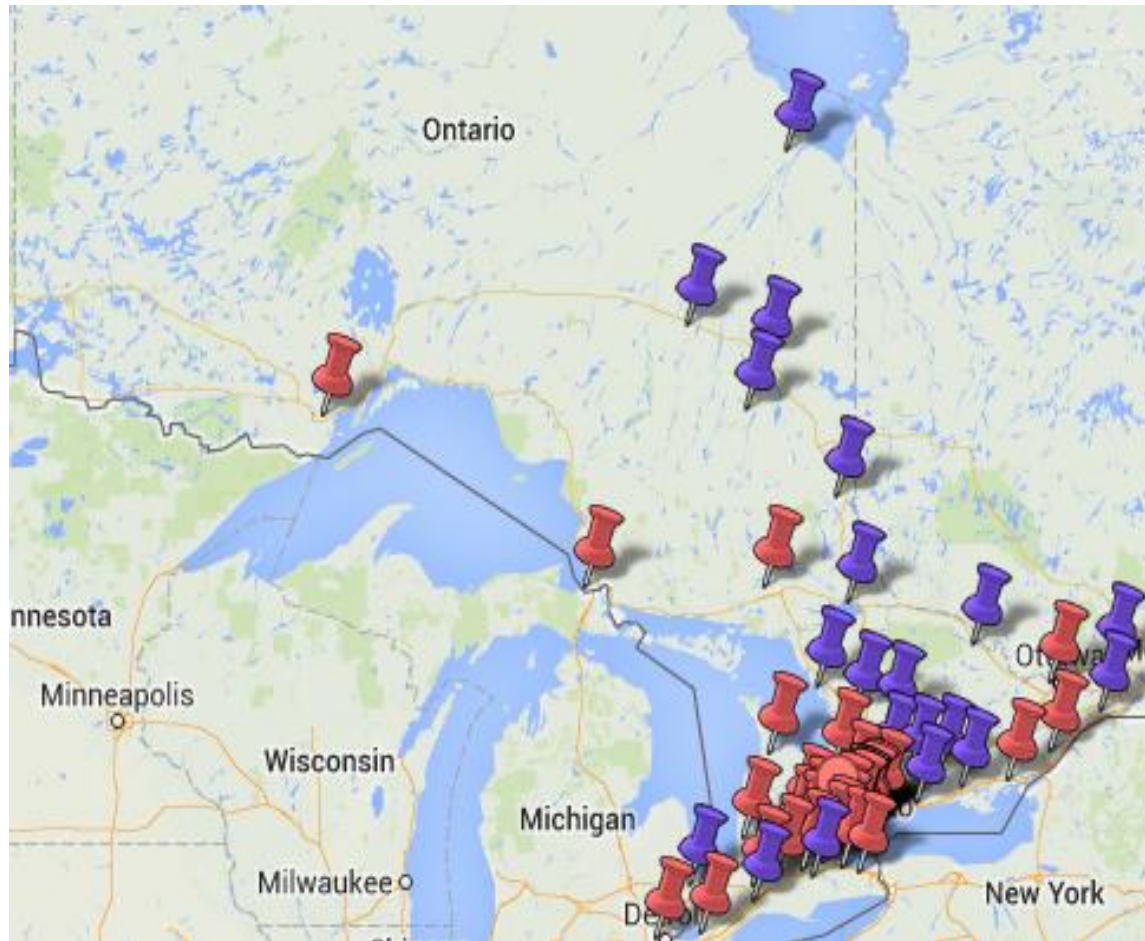 Ontario
nnesota
Minneapolis
Wisconsin
Michigan
Milwaukee
New York